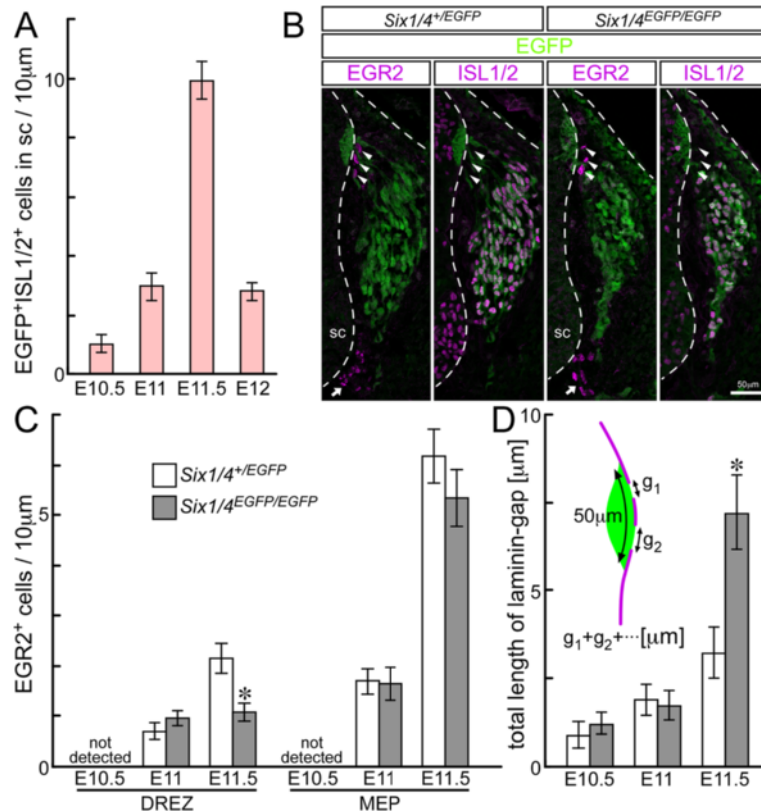 A
EGFP+ISL1/2+ cells in sc / 10μm
10
5
0
E10.5 E11 E11.5 E12
B
Six1/4+/EGFP Six1/4EGFP/EGFP
EGFP
EGR2 ISL1/2 EGR2 ISL1/2
sc sc
50μm
C
EGR2+ cells / 10μm
5
0
Six1/4+/EGFP
Six1/4EGFP/EGFP
*
not detected
not detected
E10.5 E11 E11.5 E10.5 E11 E11.5
DREZ MEP
D
total length of laminin-gap [μm]
10
5
0
50μm
g1
g2
g1+g2+···[μm]
*
E10.5 E11 E11.5